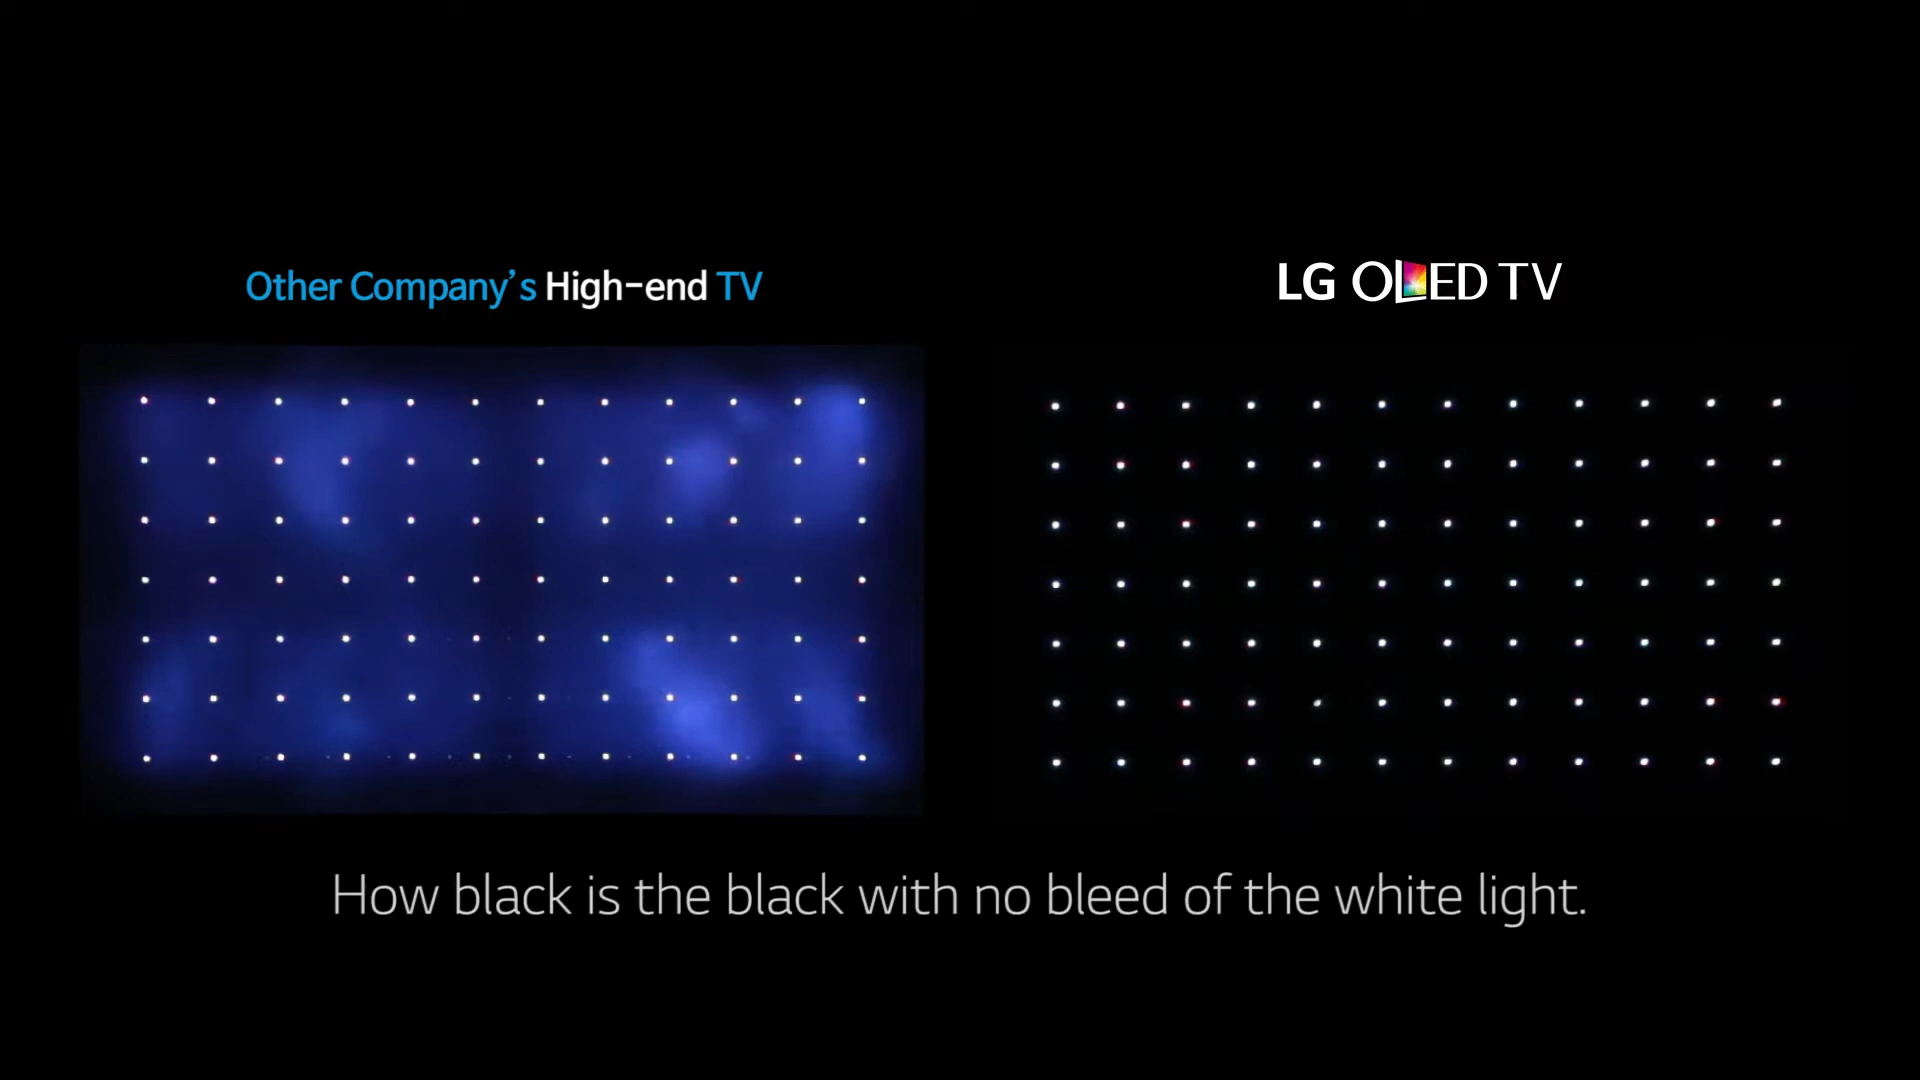 Other Company's High-end TV
LG OLED TV
How black is the black with no bleed of the white light.